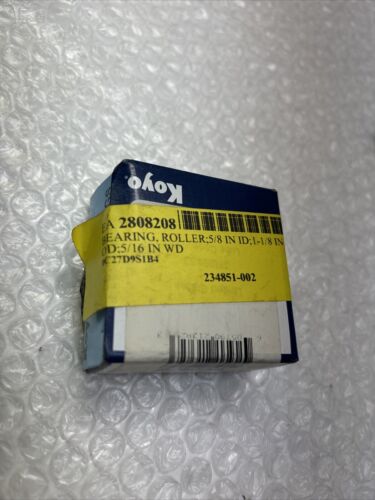 Koyo
EA 2808208
BEARING, ROLLER;5/8 IN ID;1-1/8 IN
OD;5/16 IN WD
234851-002